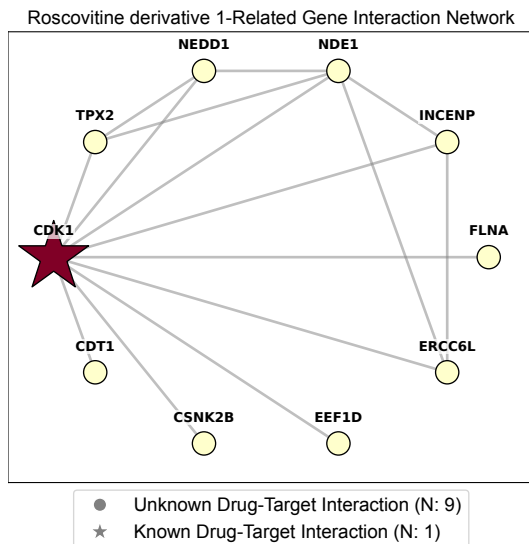 Roscovitine derivative 1-Related Gene Interaction Network
NEDD1
NDE1
TPX2
INCENP
CDK1
FLNA
CDT1
ERCC6L
CSNK2B
EEF1D
Unknown Drug-Target Interaction (N: 9)
Known Drug-Target Interaction (N: 1)